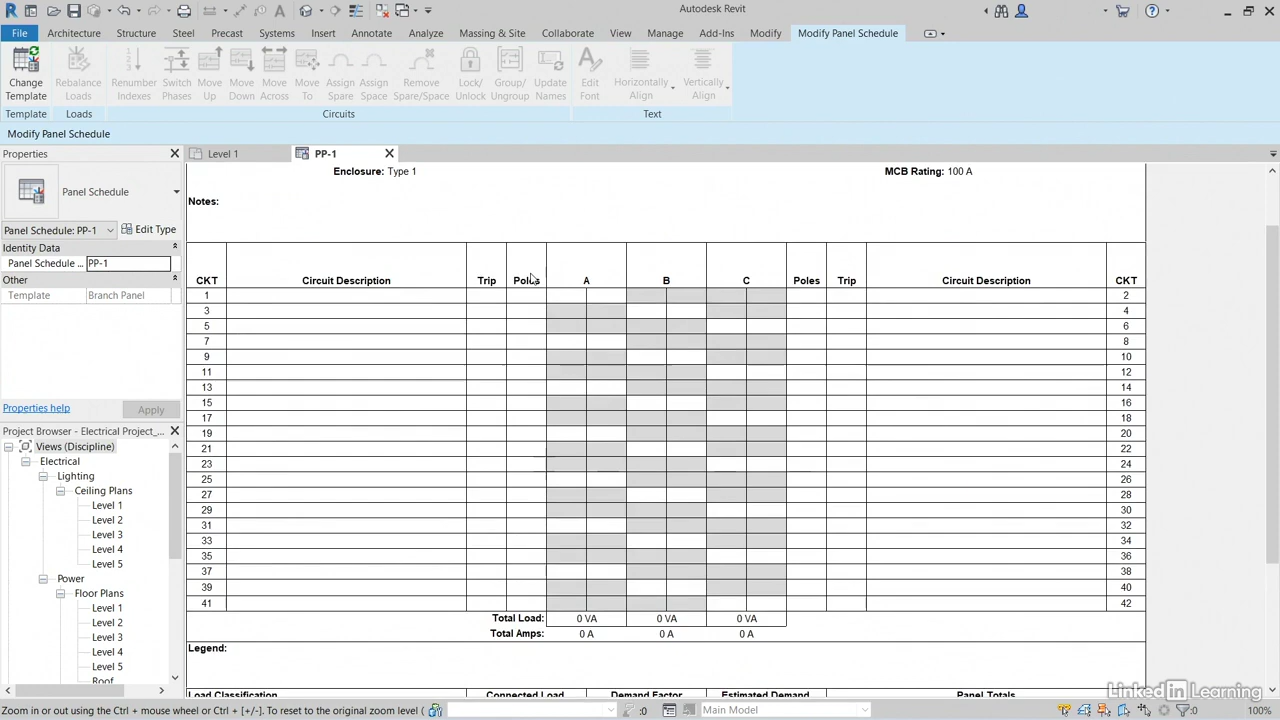 Autodesk Revit
File Architecture Structure Steel Precast Systems Insert Annotate Analyze Massing & Site Collaborate View Manage Add-Ins Modify Modify Panel Schedule
Change Template
Rebalance Loads
Renumber Indexes
Switch Phases
Move Up
Move Down
Move Across
Move To
Assign Spare
Assign Space
Remove Spare/Space
Lock/ Unlock
Group/ Ungroup
Update Names
Edit Font
Horizontally Align
Vertically Align
Template Loads Circuits Text
Modify Panel Schedule
Properties
Panel Schedule
Panel Schedule: PP-1 Edit Type
Identity Data
Panel Schedule ... PP-1
Other
Template Branch Panel
Properties help Apply
Project Browser - Electrical Project_...
Views (Discipline)
Electrical
Lighting
Ceiling Plans
Level 1
Level 2
Level 3
Level 4
Level 5
Power
Floor Plans
Level 1
Level 2
Level 3
Level 4
Level 5
Roof
Level 1 PP-1
Enclosure: Type 1 MCB Rating: 100 A
Notes:
CKT Circuit Description Trip Poles A B C Poles Trip Circuit Description CKT
1 2
3 4
5 6
7 8
9 10
11 12
13 14
15 16
17 18
19 20
21 22
23 24
25 26
27 28
29 30
31 32
33 34
35 36
37 38
39 40
41 42
Total Load: 0 VA 0 VA 0 VA
Total Amps: 0 A 0 A 0 A
Legend:
Load Classification Connected Load Demand Factor Estimated Demand Panel Totals
Linked in Learning
Zoom in or out using the Ctrl + mouse wheel or Ctrl + [+/-]. To reset to the original zoom level ( :0 Main Model :0 100%